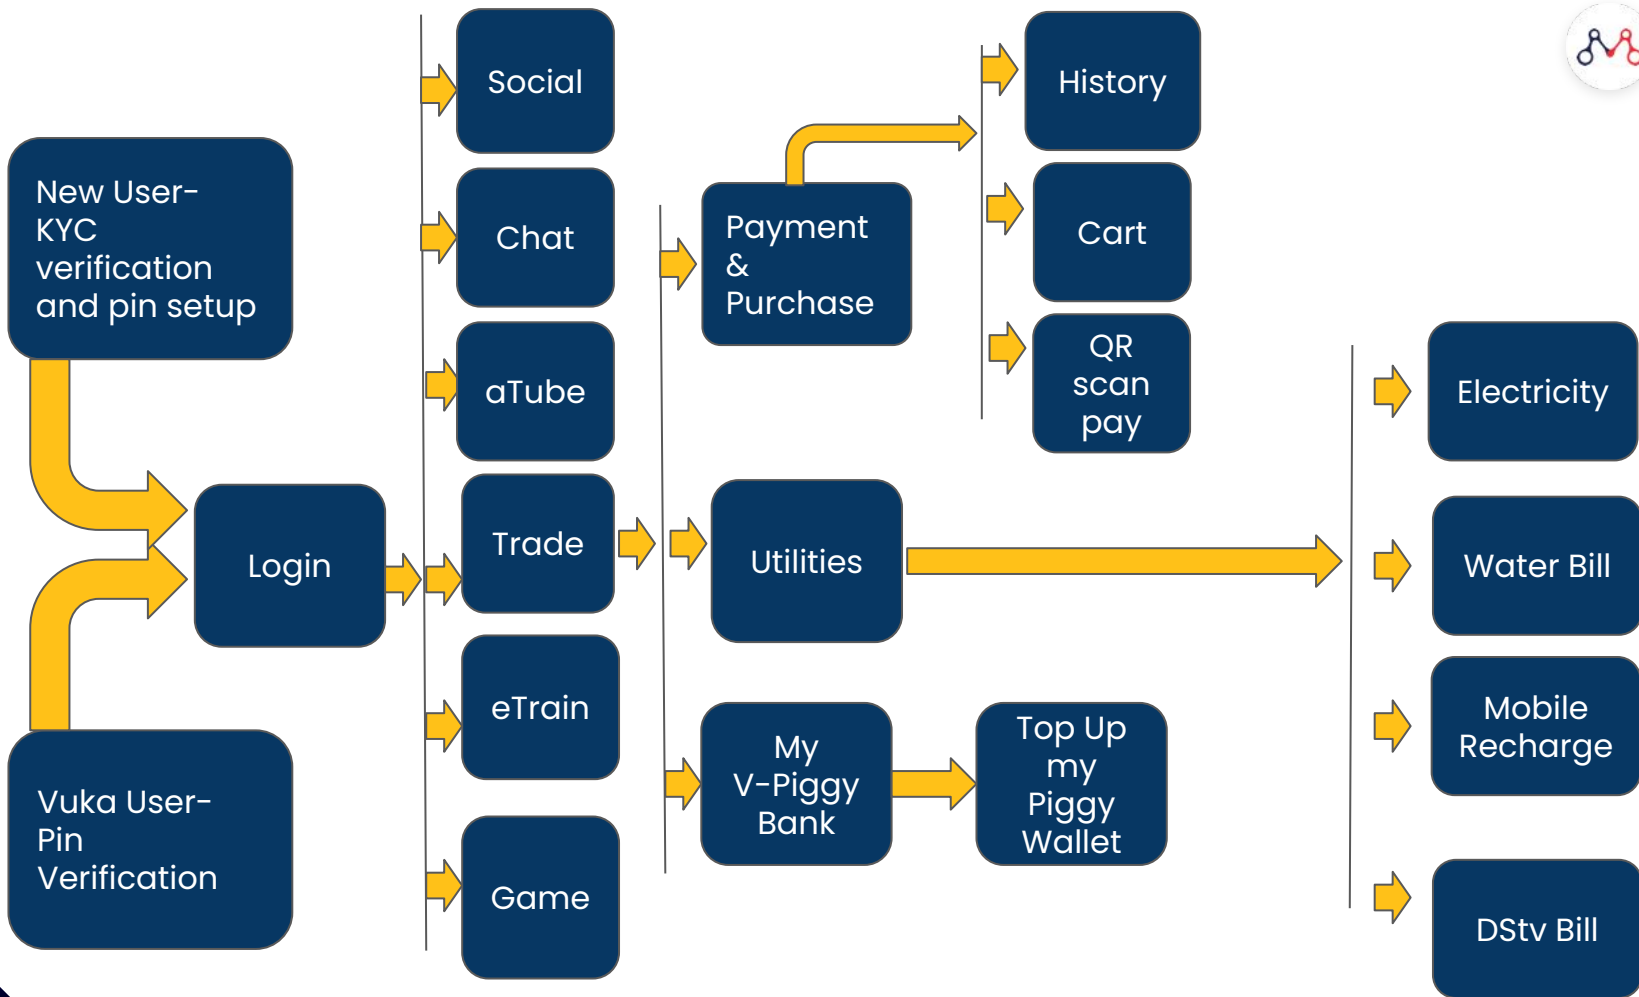 New User-
KYC
verification
and pin setup
Vuka User-
Pin
Verification
Login
Social
Chat
aTube
Trade
eTrain
Game
Payment
&
Purchase
Utilities
My
V-Piggy
Bank
Top Up
my
Piggy
Wallet
History
Cart
QR
scan
pay
Electricity
Water Bill
Mobile
Recharge
DStv Bill